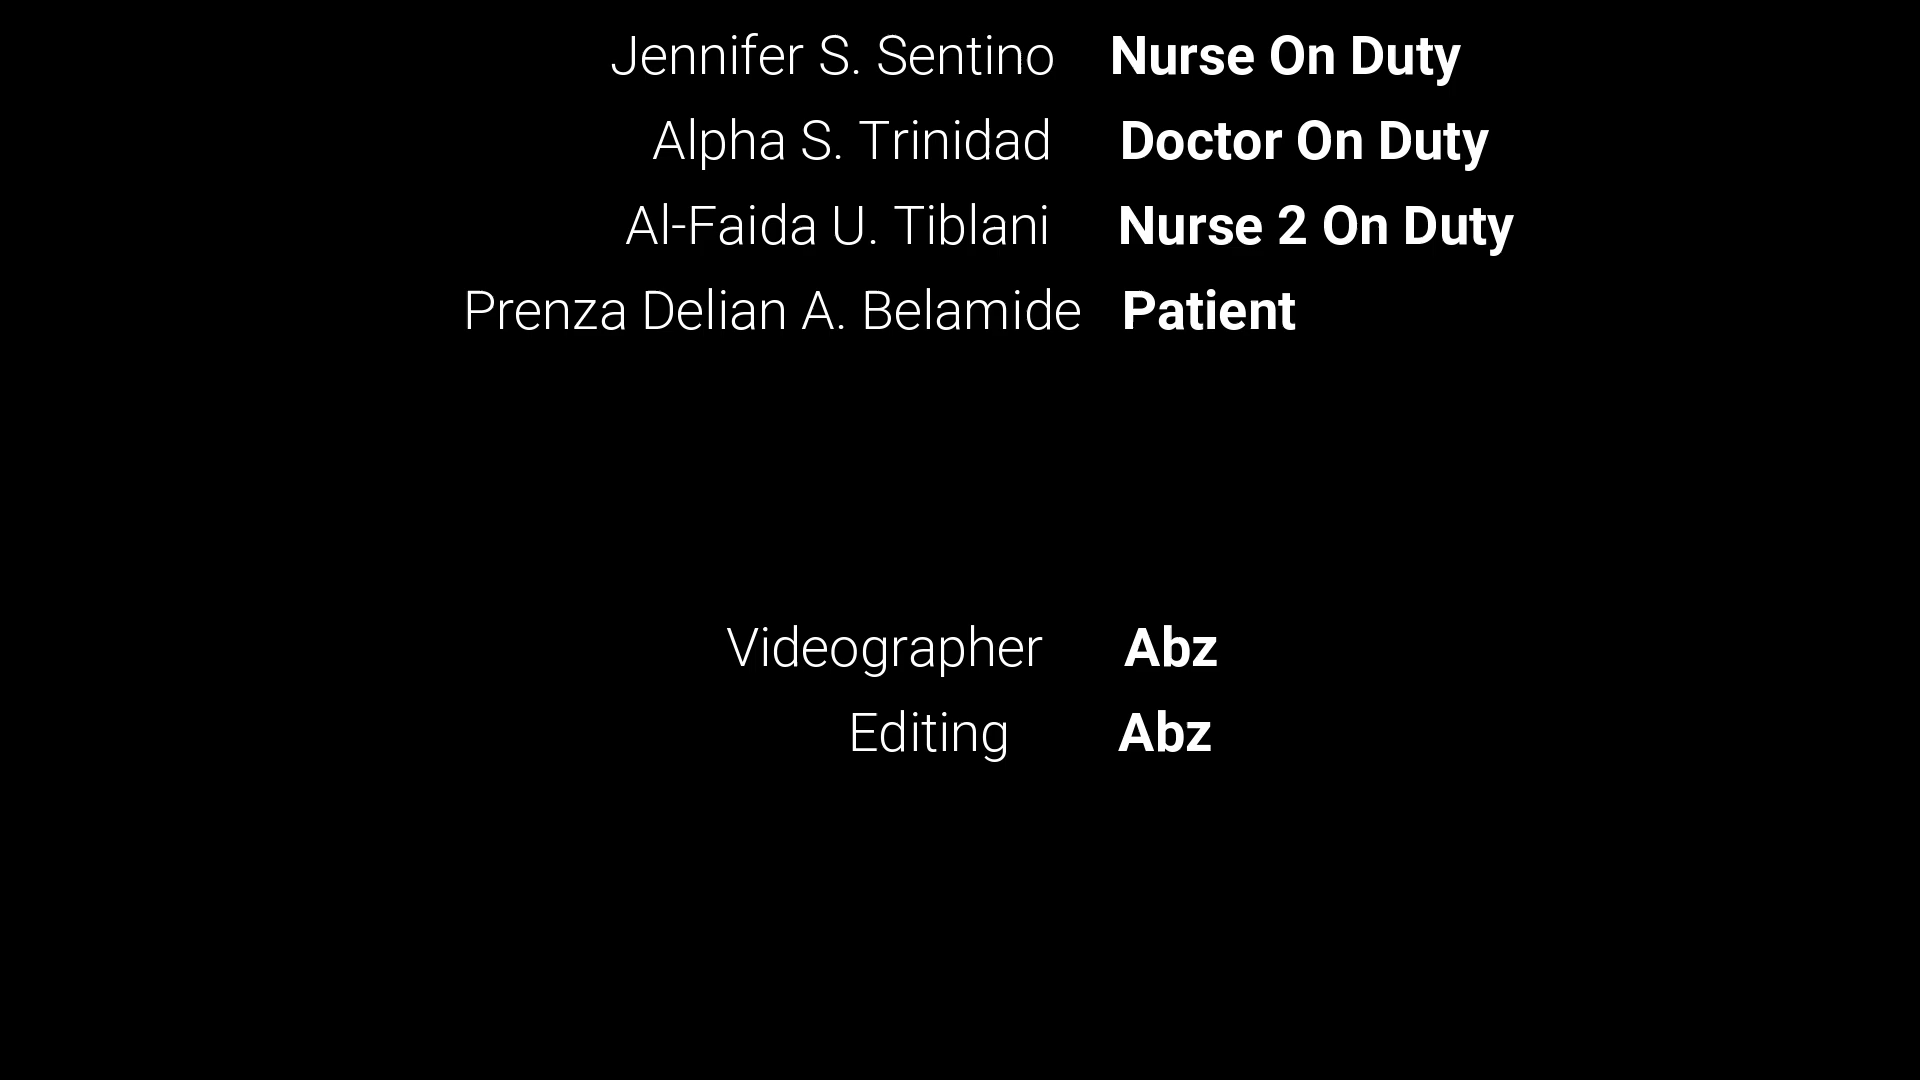 Jennifer S. Sentino Nurse On Duty
Alpha S. Trinidad Doctor On Duty
Al-Faida U. Tiblani Nurse 2 On Duty
Prenza Delian A. Belamide Patient
Videographer Abz
Editing Abz